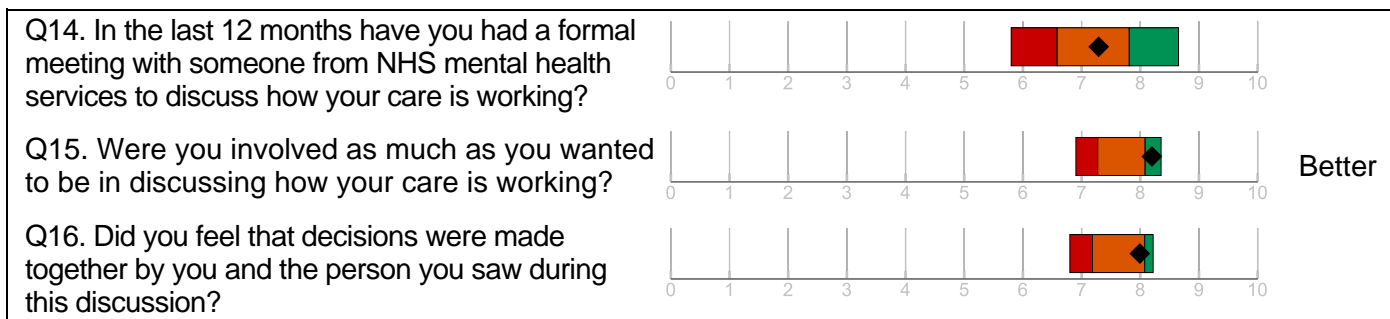 Q14. In the last 12 months have you had a formal
meeting with someone from NHS mental health
services to discuss how your care is working?
0 1 2 3 4 5 6 7 8 9 10
Q15. Were you involved as much as you wanted
to be in discussing how your care is working?
Better
0 1 2 3 4 5 6 7 8 9 10
Q16. Did you feel that decisions were made
together by you and the person you saw during
this discussion?
0 1 2 3 4 5 6 7 8 9 10